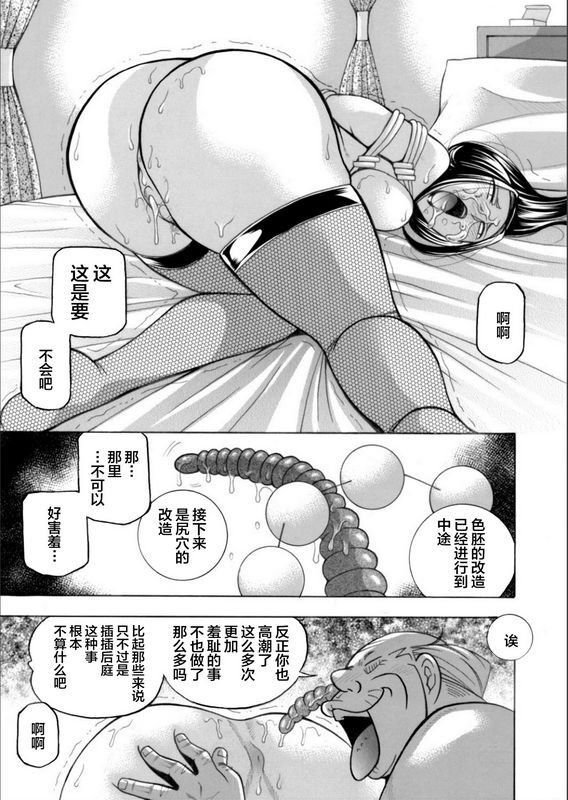 啊啊
这
这是要
不会吧
色胚的改造
已经进行到
中途
接下来
是尻穴的
改造
那…
那里
…不可以
好害羞…
诶
反正你也
高潮了
这么多次
更加
羞耻的事
不也做了
那么多吗
比起那些来说
只不过是
插插后庭
这种事
根本
不算什么吧
啊啊